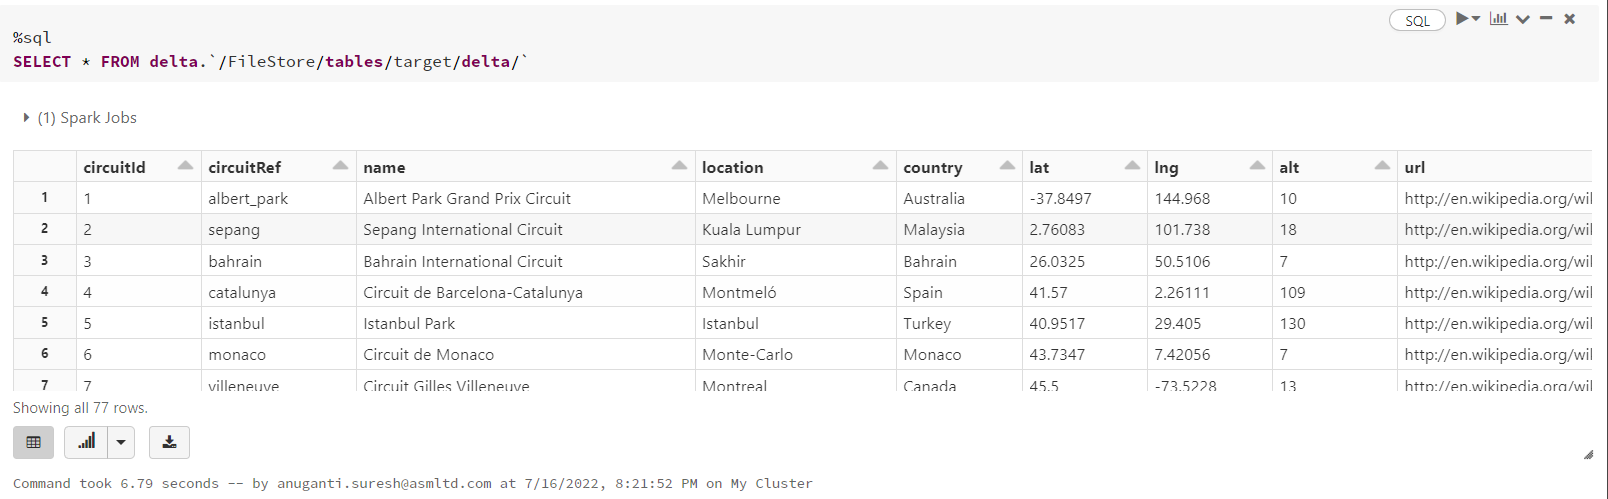 SQL
%sql
SELECT * FROM delta.`/FileStore/tables/target/delta/`
(1) Spark Jobs
circuitId circuitRef name location country lat lng alt url
1 1 albert_park Albert Park Grand Prix Circuit Melbourne Australia -37.8497 144.968 10 http://en.wikipedia.org/wil
2 2 sepang Sepang International Circuit Kuala Lumpur Malaysia 2.76083 101.738 18 http://en.wikipedia.org/wil
3 3 bahrain Bahrain International Circuit Sakhir Bahrain 26.0325 50.5106 7 http://en.wikipedia.org/wil
4 4 catalunya Circuit de Barcelona-Catalunya Montmeló Spain 41.57 2.26111 109 http://en.wikipedia.org/wil
5 5 istanbul Istanbul Park Istanbul Turkey 40.9517 29.405 130 http://en.wikipedia.org/wil
6 6 monaco Circuit de Monaco Monte-Carlo Monaco 43.7347 7.42056 7 http://en.wikipedia.org/wil
7 7 villeneuve Circuit Gilles Villeneuve Montreal Canada 45.5 -73.5228 13 http://en.wikipedia.org/wil
Showing all 77 rows.
Command took 6.79 seconds -- by anuganti.suresh@asmltd.com at 7/16/2022, 8:21:52 PM on My Cluster